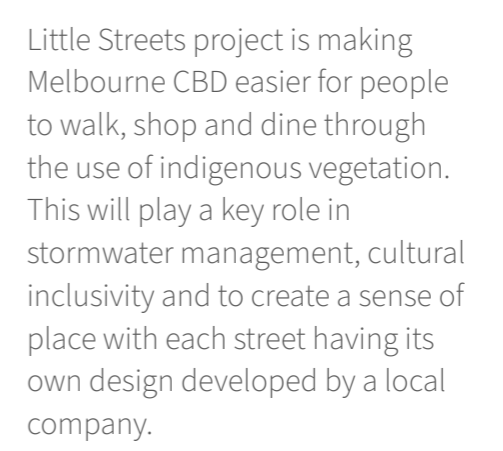 Little Streets project is making
Melbourne CBD easier for people
to walk, shop and dine through
the use of indigenous vegetation.
This will play a key role in
stormwater management, cultural
inclusivity and to create a sense of
place with each street having its
own design developed by a local
company.